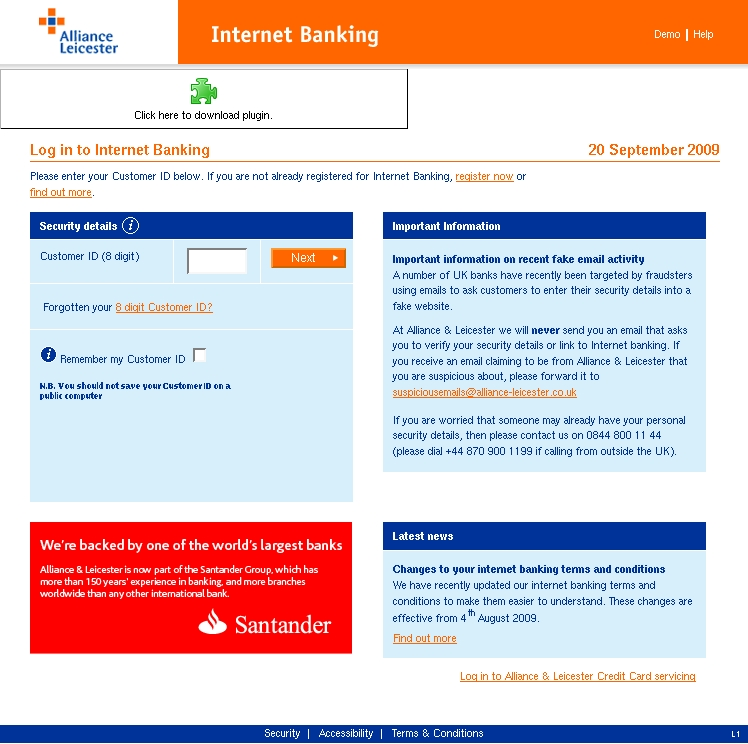 Alliance
Leicester
Internet Banking
Demo | Help
Click here to download plugin.
Log in to Internet Banking
20 September 2009
Please enter your Customer ID below. If you are not already registered for Internet Banking, register now or
find out more.
Security details i
Customer ID (8 digit)
Next
Forgotten your 8 digit Customer ID?
i Remember my Customer ID
N.B. You should not save your Customer ID on a
public computer
Important Information
Important information on recent fake email activity
A number of UK banks have recently been targeted by fraudsters
using emails to ask customers to enter their security details into a
fake website.
At Alliance & Leicester we will never send you an email that asks
you to verify your security details or link to Internet banking. If
you receive an email claiming to be from Alliance & Leicester that
you are suspicious about, please forward it to
suspiciousemails@alliance-leicester.co.uk
If you are worried that someone may already have your personal
security details, then please contact us on 0844 800 11 44
(please dial +44 870 900 1199 if calling from outside the UK).
We're backed by one of the world's largest banks
Alliance & Leicester is now part of the Santander Group, which has
more than 150 years' experience in banking, and more branches
worldwide than any other international bank.
Santander
Latest news
Changes to your internet banking terms and conditions
We have recently updated our internet banking terms and
conditions to make them easier to understand. These changes are
effective from 4th August 2009.
Find out more
Log in to Alliance & Leicester Credit Card servicing
Security | Accessibility | Terms & Conditions
L1